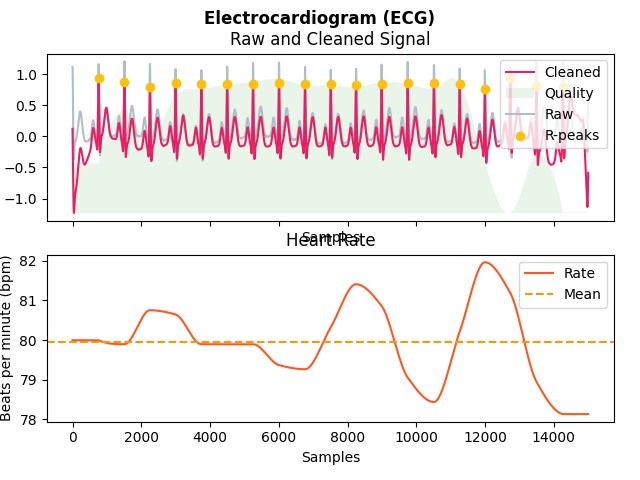 Electrocardiogram (ECG)
Raw and Cleaned Signal
1.0
0.5
0.0
−0.5
−1.0
Cleaned
Quality
Raw
R-peaks
Samples
Heart Rate
Beats per minute (bpm)
82
81
80
79
78
Rate
Mean
0 2000 4000 6000 8000 10000 12000 14000
Samples